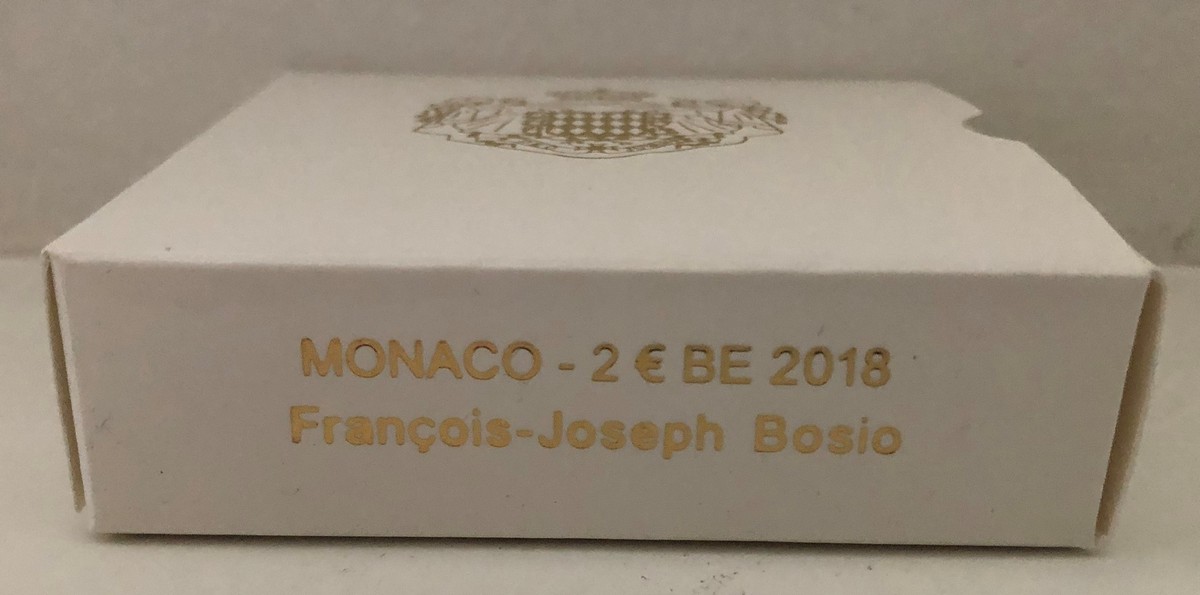 MONACO - 2 € BE 2018
François-Joseph Bosio